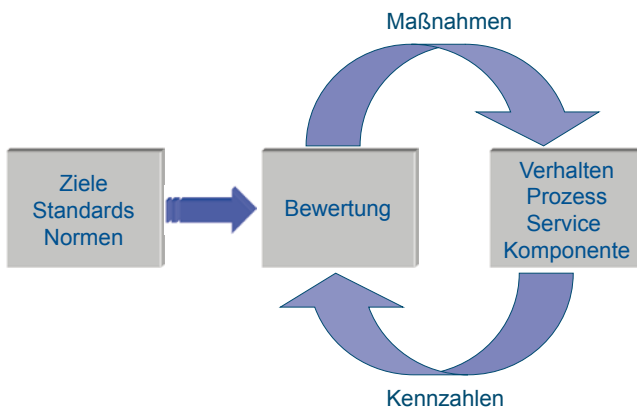 Maßnahmen
Ziele
Standards
Normen
Bewertung
Verhalten
Prozess
Service
Komponente
Kennzahlen